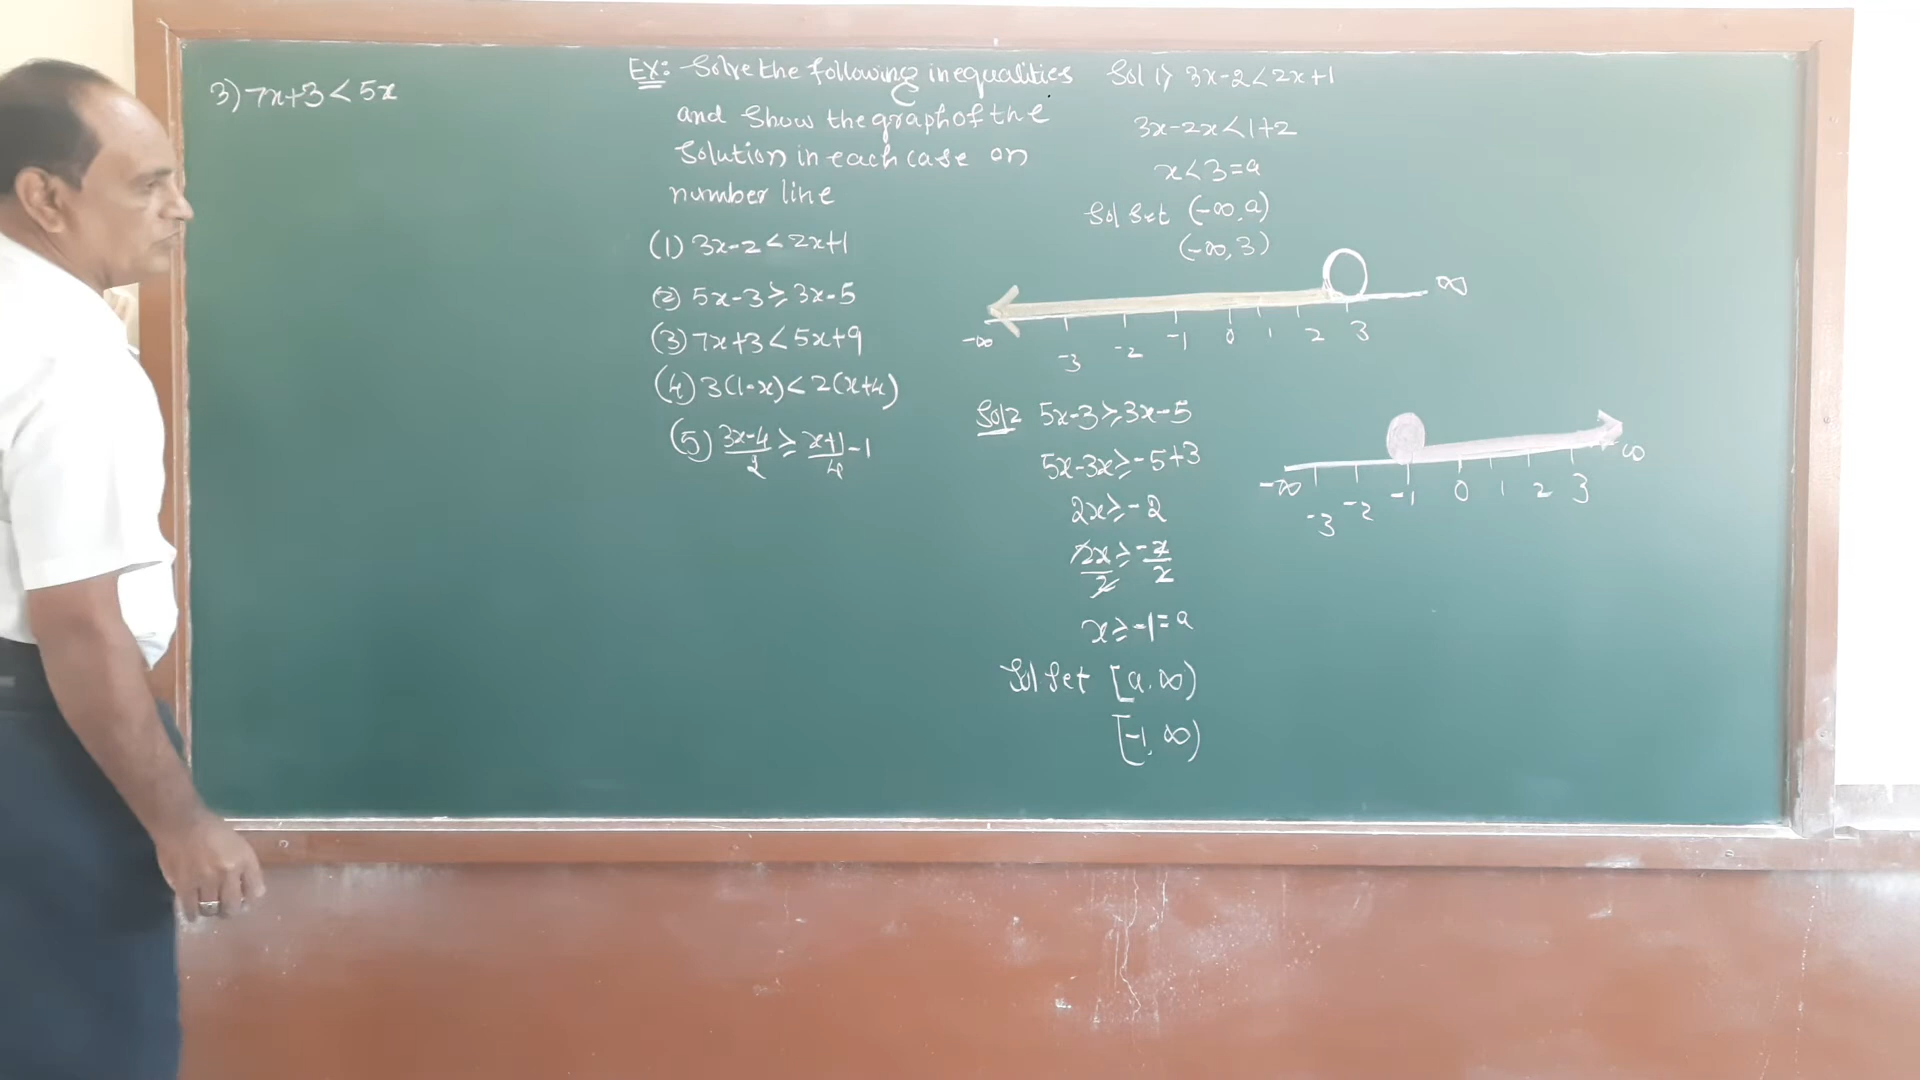 3) 7x+3 < 5x
EX: Solve the following inequalities
and Show the graph of the
Solution in each case on
number line
(1) 3x-2 < 2x+1
(2) 5x-3 ≥ 3x-5
(3) 7x+3 < 5x+9
(4) 3(1-x) < 2(x+4)
(5) 3x-4/2 ≥ x+1/4 - 1
Sol 1) 3x-2 < 2x+1
3x-2x < 1+2
x < 3 = a
Sol Set (-∞, a)
(-∞, 3)
-∞ -3 -2 -1 0 1 2 3 ∞
Sol 2 5x-3 ≥ 3x-5
5x-3x ≥ -5+3
2x ≥ -2
2x/2 ≥ -2/2
x ≥ -1 = a
Sol Set [a, ∞)
[-1, ∞)
-∞ -3 -2 -1 0 1 2 3 ∞